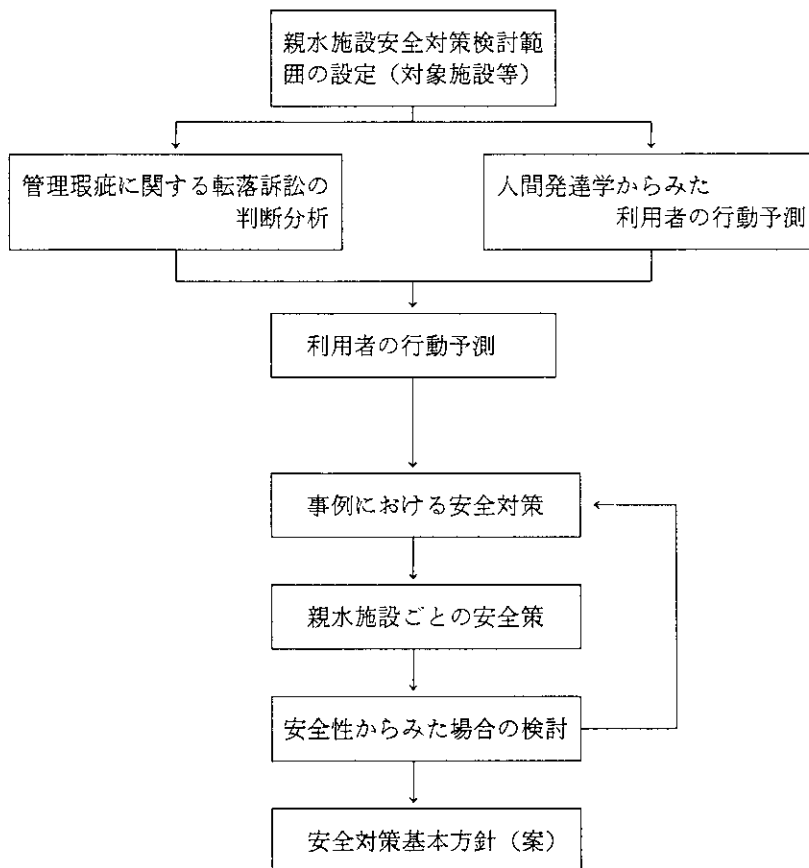 親水施設安全対策検討範
囲の設定（対象施設等）
管理瑕疵に関する転落訴訟の
判断分析
人間発達学からみた
利用者の行動予測
利用者の行動予測
事例における安全対策
親水施設ごとの安全策
安全性からみた場合の検討
安全対策基本方針（案）